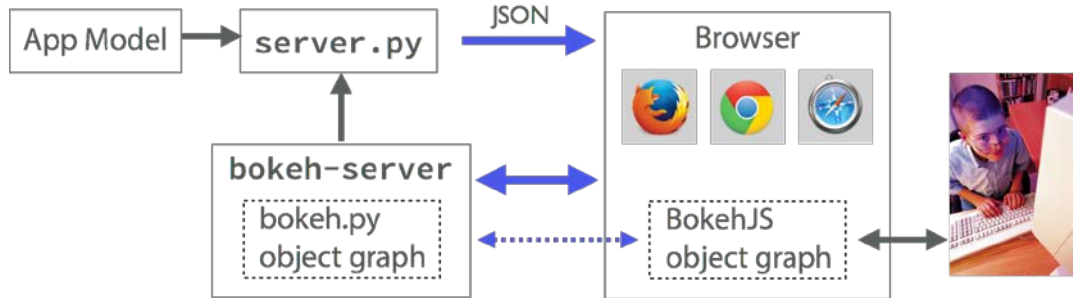 JSON
App Model
server.py
Browser
bokeh-server
bokeh.py
object graph
BokehJS
object graph